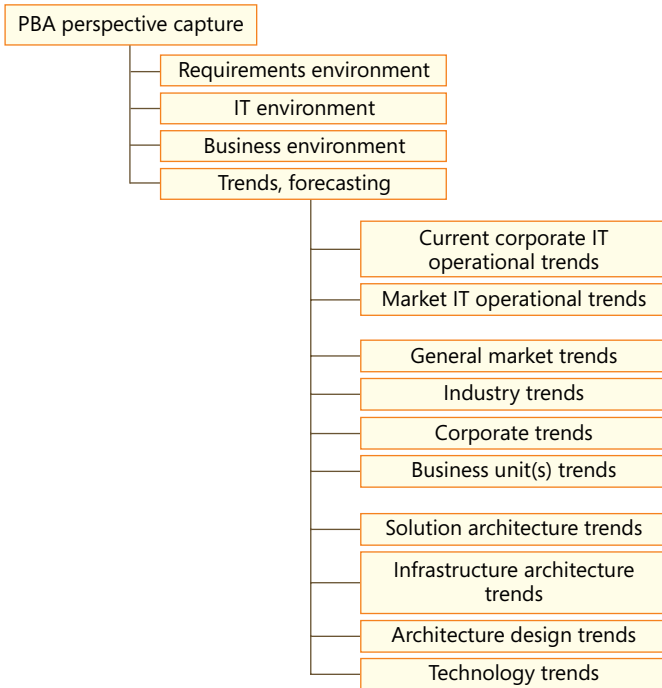 PBA perspective capture
Requirements environment
IT environment
Business environment
Trends, forecasting
Current corporate IT
operational trends
Market IT operational trends
General market trends
Industry trends
Corporate trends
Business unit(s) trends
Solution architecture trends
Infrastructure architecture
trends
Architecture design trends
Technology trends